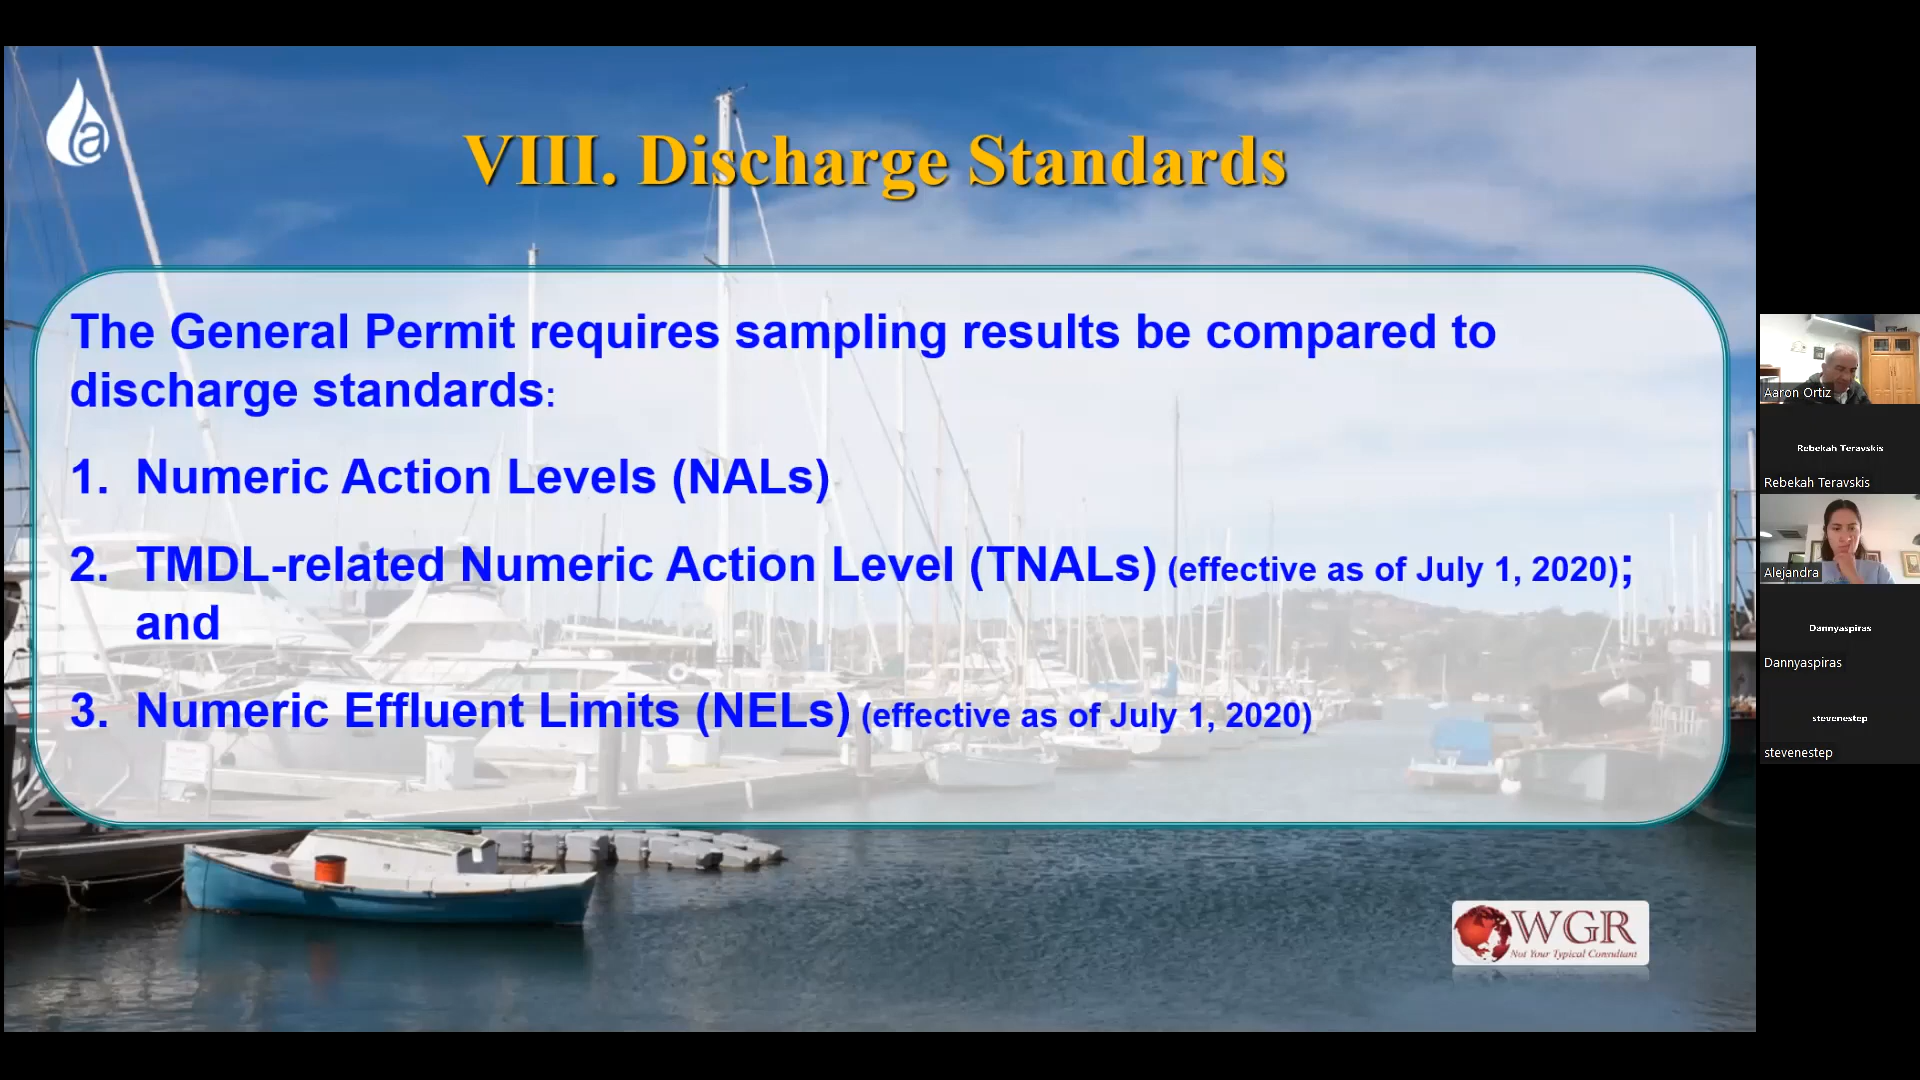 VIII. Discharge Standards
The General Permit requires sampling results be compared to
discharge standards:
1. Numeric Action Levels (NALs)
2. TMDL-related Numeric Action Level (TNALs) (effective as of July 1, 2020);
and
3. Numeric Effluent Limits (NELs) (effective as of July 1, 2020)
WGR
Not Your Typical Consultant
Aaron Ortiz
Rebekah Teravskis
Rebekah Teravskis
Alejandra
Dannyaspiras
Dannyaspiras
stevenestep
stevenestep